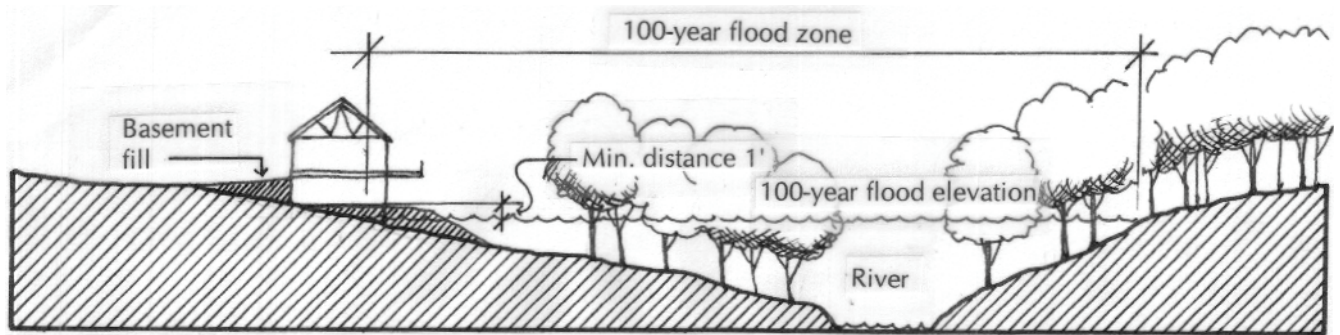 100-year flood zone
Basement
fill
Min. distance 1'
100-year flood elevation
River